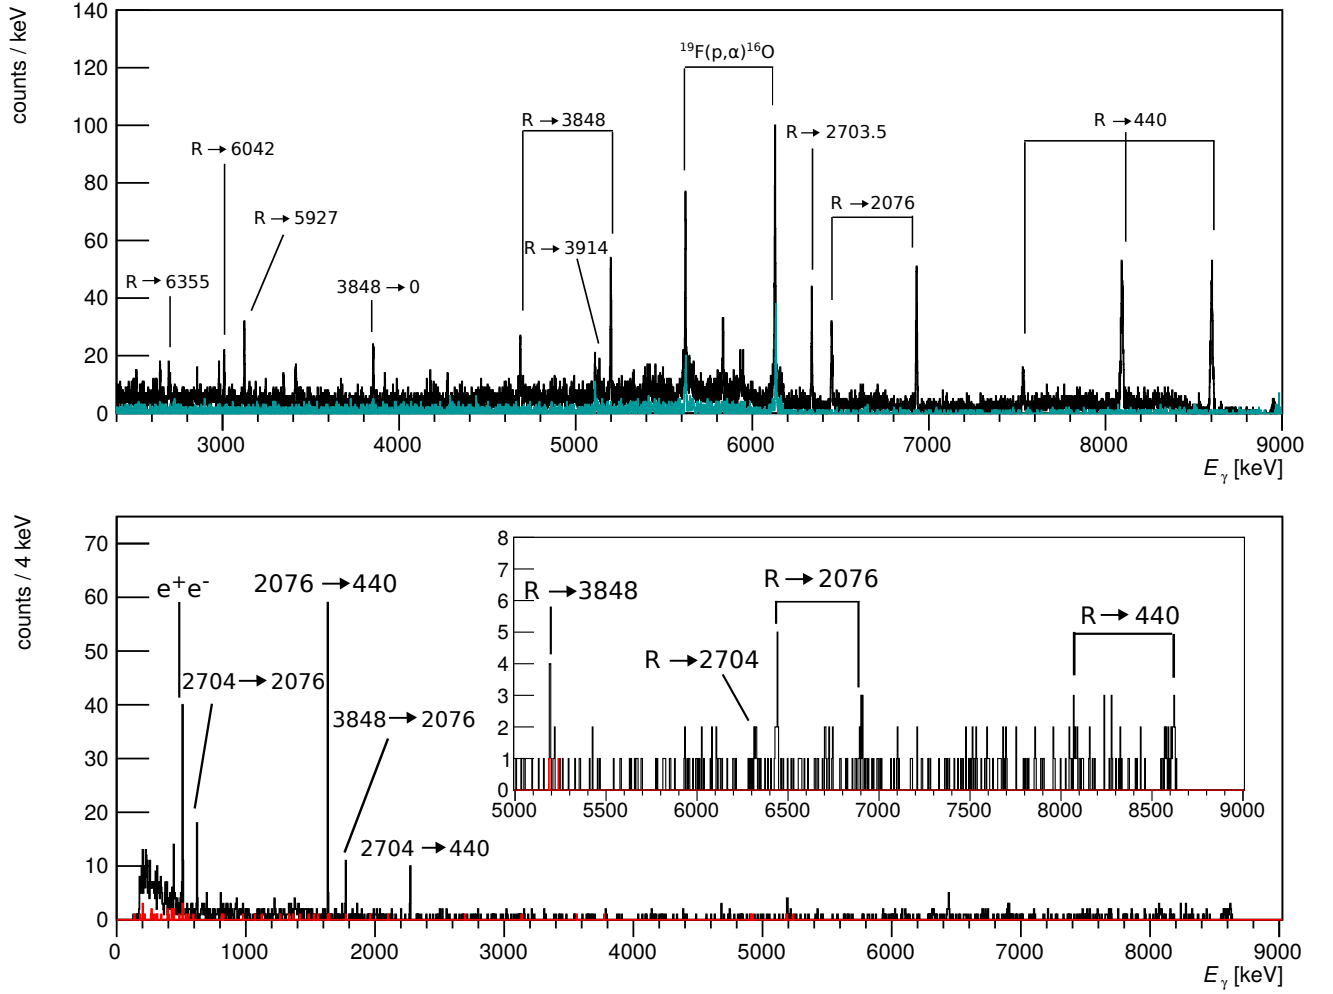 counts / keV
140
120
100
80
60
40
20
0
¹⁹F(p,α)¹⁶O
R →3848
R → 2703.5
R →440
R → 6042
R → 5927
R →2076
R → 3914
R → 6355
3848 → 0
3000 4000 5000 6000 7000 8000 9000
E γ [keV]
counts / 4 keV
70
60
50
40
30
20
10
0
e⁺e⁻
2076 → 440
2704 → 2076
3848 → 2076
2704 → 440
8
7
6
5
4
3
2
1
0
R → 3848
R → 2076
R → 440
R → 2704
5000 5500 6000 6500 7000 7500 8000 8500 9000
0 1000 2000 3000 4000 5000 6000 7000 8000 9000
E γ [keV]